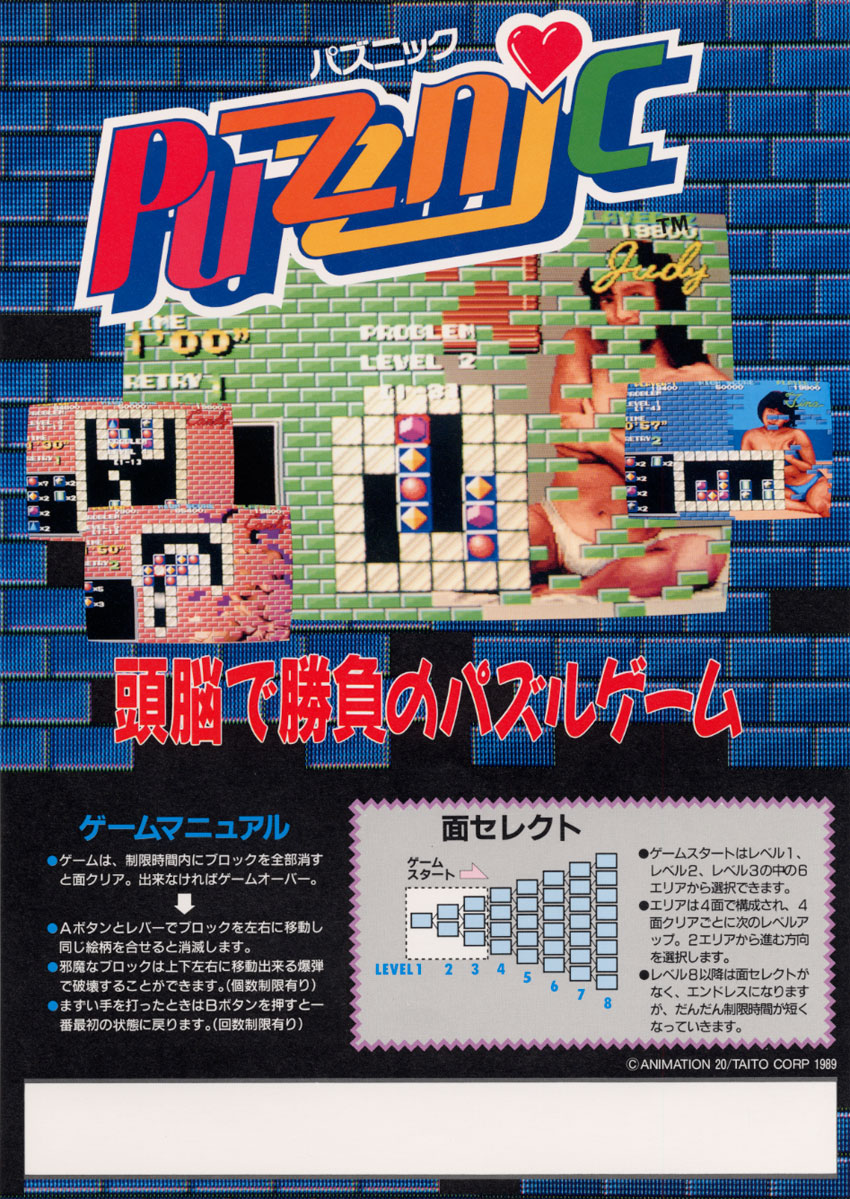 パズニック
PUZZNIC
TM
19800
Judy
TIME
1'00"
RETRY 1
PROBLEM
LEVEL 2
[1-3]
50000
19800
RETRY
2
頭脳で勝負のパズルゲーム
ゲームマニュアル
●ゲームは、制限時間内にブロックを全部消す
と面クリア。出来なければゲームオーバー。
●Aボタンとレバーでブロックを左右に移動し
同じ絵柄を合せると消滅します。
●邪魔なブロックは上下左右に移動出来る爆弾
で破壊することができます。(個数制限有り)
●まずい手を打ったときはBボタンを押すと一
番最初の状態に戻ります。(回数制限有り)
面セレクト
ゲーム
スタート
LEVEL 1 2 3 4 5 6 7 8
●ゲームスタートはレベル1、
レベル2、レベル3の中の6
エリアから選択できます。
●エリアは4面で構成され、4
面クリアごとに次のレベルア
ップ。2エリアから進む方向
を選択します。
●レベル8以降は面セレクトが
なく、エンドレスになります
が、だんだん制限時間が短く
なっていきます。
©ANIMATION 20/TAITO CORP 1989